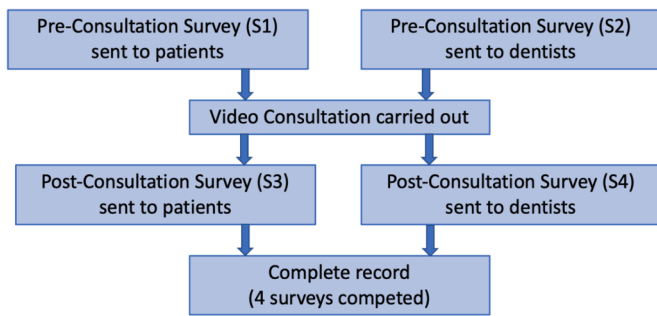 Pre-Consultation Survey (S1)
sent to patients
Pre-Consultation Survey (S2)
sent to dentists
Video Consultation carried out
Post-Consultation Survey (S3)
sent to patients
Post-Consultation Survey (S4)
sent to dentists
Complete record
(4 surveys competed)